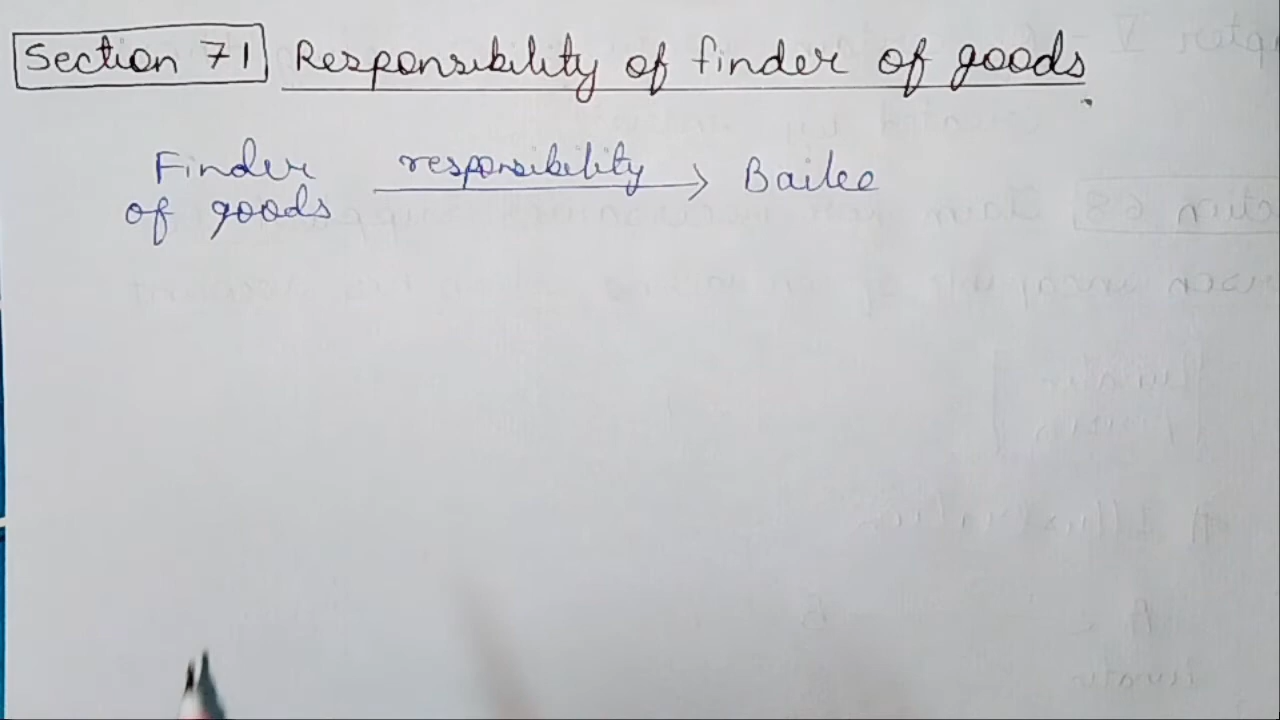 Section 71 Responsibility of finder of goods.
Finder responsibility Bailee
of goods